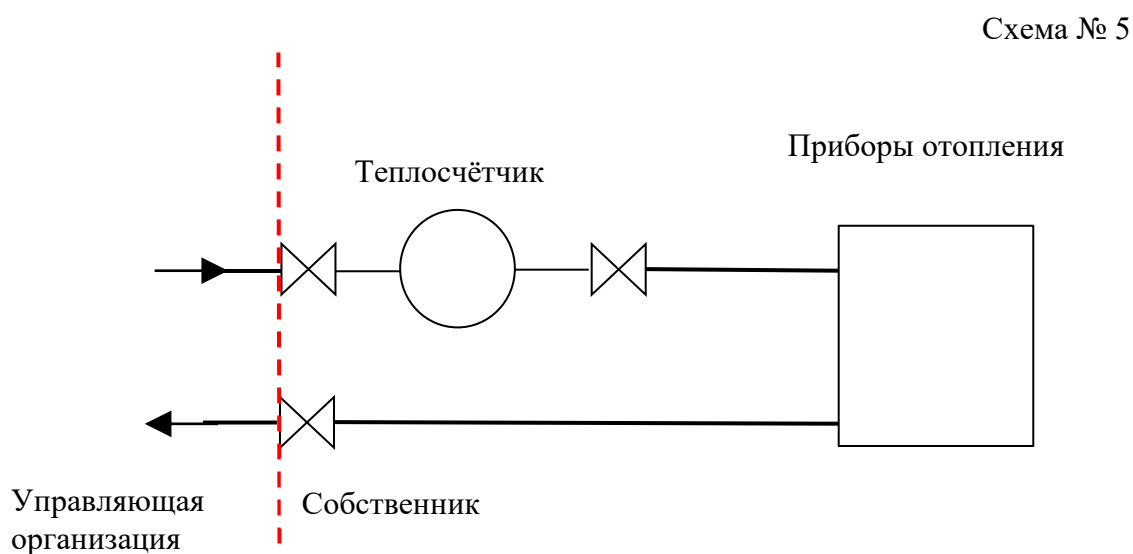 Схема № 5
Приборы отопления
Теплосчётчик
Управляющая
организация
Собственник